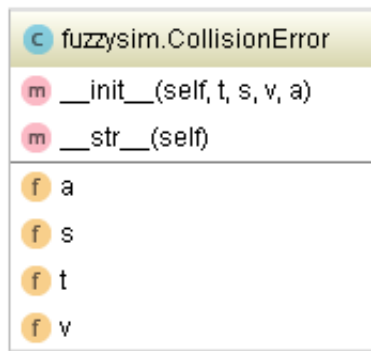 c fuzzysim.CollisionError
m __init__(self, t, s, v, a)
m __str__(self)
f a
f s
f t
f v